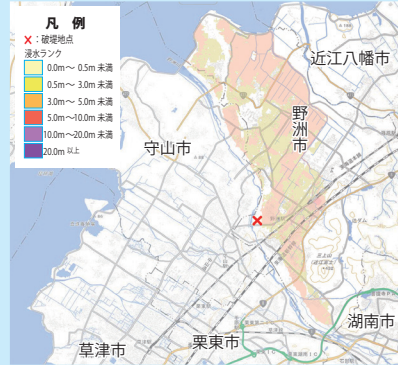 凡 例
×：破堤地点
浸水ランク
0.0m～ 0.5m 未満
0.5m～ 3.0m 未満
3.0m～ 5.0m 未満
5.0m～10.0m 未満
10.0m～20.0m 未満
20.0m 以上
近江八幡市
野洲市
守山市
湖南市
栗東市
草津市